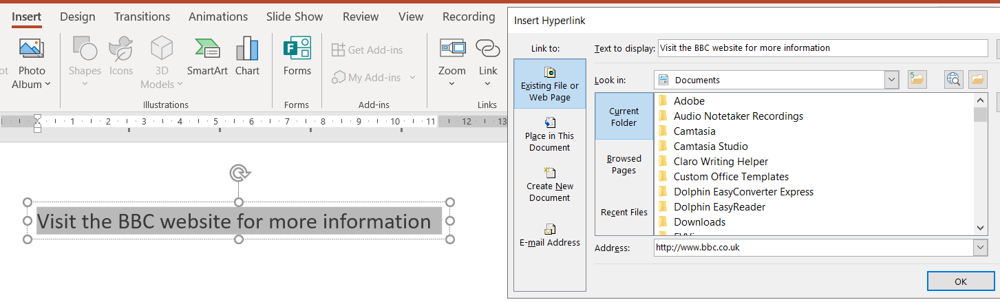 Insert Design Transitions Animations Slide Show Review View Recording
Photo
Album
Shapes
Icons
3D
Models
SmartArt
Chart
Forms
Get Add-ins
My Add-ins
Zoom
Link
Illustrations
Forms
Add-ins
Links
1 2 3 4 5 6 7 8 9 10 11 12 13
Visit the BBC website for more information
Insert Hyperlink
Link to:
Text to display: Visit the BBC website for more information
Existing File or
Web Page
Place in This
Document
Create New
Document
E-mail Address
Look in: Documents
Current
Folder
Browsed
Pages
Recent Files
Adobe
Audio Notetaker Recordings
Camtasia
Camtasia Studio
Claro Writing Helper
Custom Office Templates
Dolphin EasyConverter Express
Dolphin EasyReader
Downloads
Address: http://www.bbc.co.uk
OK